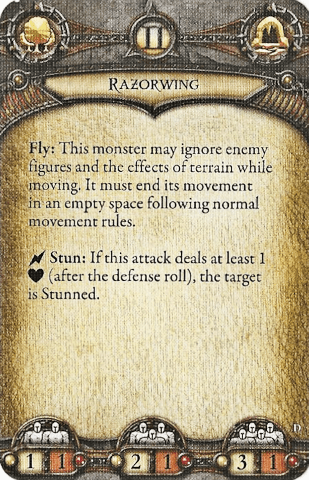 II
RAZORWING
Fly: This monster may ignore enemy
figures and the effects of terrain while
moving. It must end its movement
in an empty space following normal
movement rules.
Stun: If this attack deals at least 1
(after the defense roll), the target
is Stunned.
D
1 1 2 1 3 1